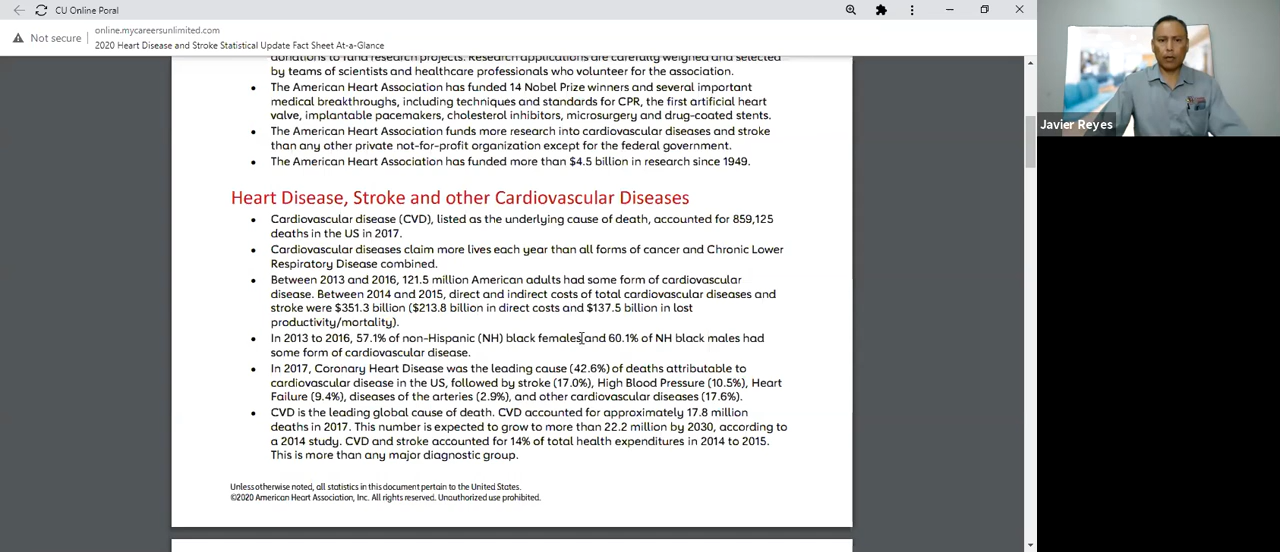 CU Online Poral
Not secure
online.mycareersunlimited.com
2020 Heart Disease and Stroke Statistical Update Fact Sheet At-a-Glance
donations to fund research projects. Research applications are carefully weighed and selected
by teams of scientists and healthcare professionals who volunteer for the association.
• The American Heart Association has funded 14 Nobel Prize winners and several important
medical breakthroughs, including techniques and standards for CPR, the first artificial heart
valve, implantable pacemakers, cholesterol inhibitors, microsurgery and drug-coated stents.
• The American Heart Association funds more research into cardiovascular diseases and stroke
than any other private not-for-profit organization except for the federal government.
• The American Heart Association has funded more than $4.5 billion in research since 1949.
Heart Disease, Stroke and other Cardiovascular Diseases
• Cardiovascular disease (CVD), listed as the underlying cause of death, accounted for 859,125
deaths in the US in 2017.
• Cardiovascular diseases claim more lives each year than all forms of cancer and Chronic Lower
Respiratory Disease combined.
• Between 2013 and 2016, 121.5 million American adults had some form of cardiovascular
disease. Between 2014 and 2015, direct and indirect costs of total cardiovascular diseases and
stroke were $351.3 billion ($213.8 billion in direct costs and $137.5 billion in lost
productivity/mortality).
• In 2013 to 2016, 57.1% of non-Hispanic (NH) black females and 60.1% of NH black males had
some form of cardiovascular disease.
• In 2017, Coronary Heart Disease was the leading cause (42.6%) of deaths attributable to
cardiovascular disease in the US, followed by stroke (17.0%), High Blood Pressure (10.5%), Heart
Failure (9.4%), diseases of the arteries (2.9%), and other cardiovascular diseases (17.6%).
• CVD is the leading global cause of death. CVD accounted for approximately 17.8 million
deaths in 2017. This number is expected to grow to more than 22.2 million by 2030, according to
a 2014 study. CVD and stroke accounted for 14% of total health expenditures in 2014 to 2015.
This is more than any major diagnostic group.
Unless otherwise noted, all statistics in this document pertain to the United States.
©2020 American Heart Association, Inc. All rights reserved. Unauthorized use prohibited.
Javier Reyes